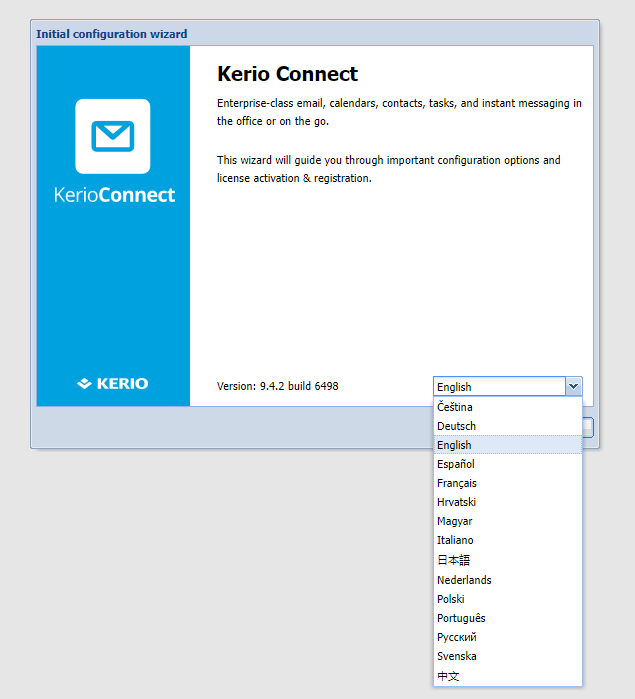 Initial configuration wizard
Kerio Connect
Enterprise-class email, calendars, contacts, tasks, and instant messaging in
the office or on the go.
This wizard will guide you through important configuration options and
license activation & registration.
KerioConnect
KERIO
Version: 9.4.2 build 6498
English
Čeština
Deutsch
English
Español
Français
Hrvatski
Magyar
Italiano
日本語
Nederlands
Polski
Português
Русский
Svenska
中文